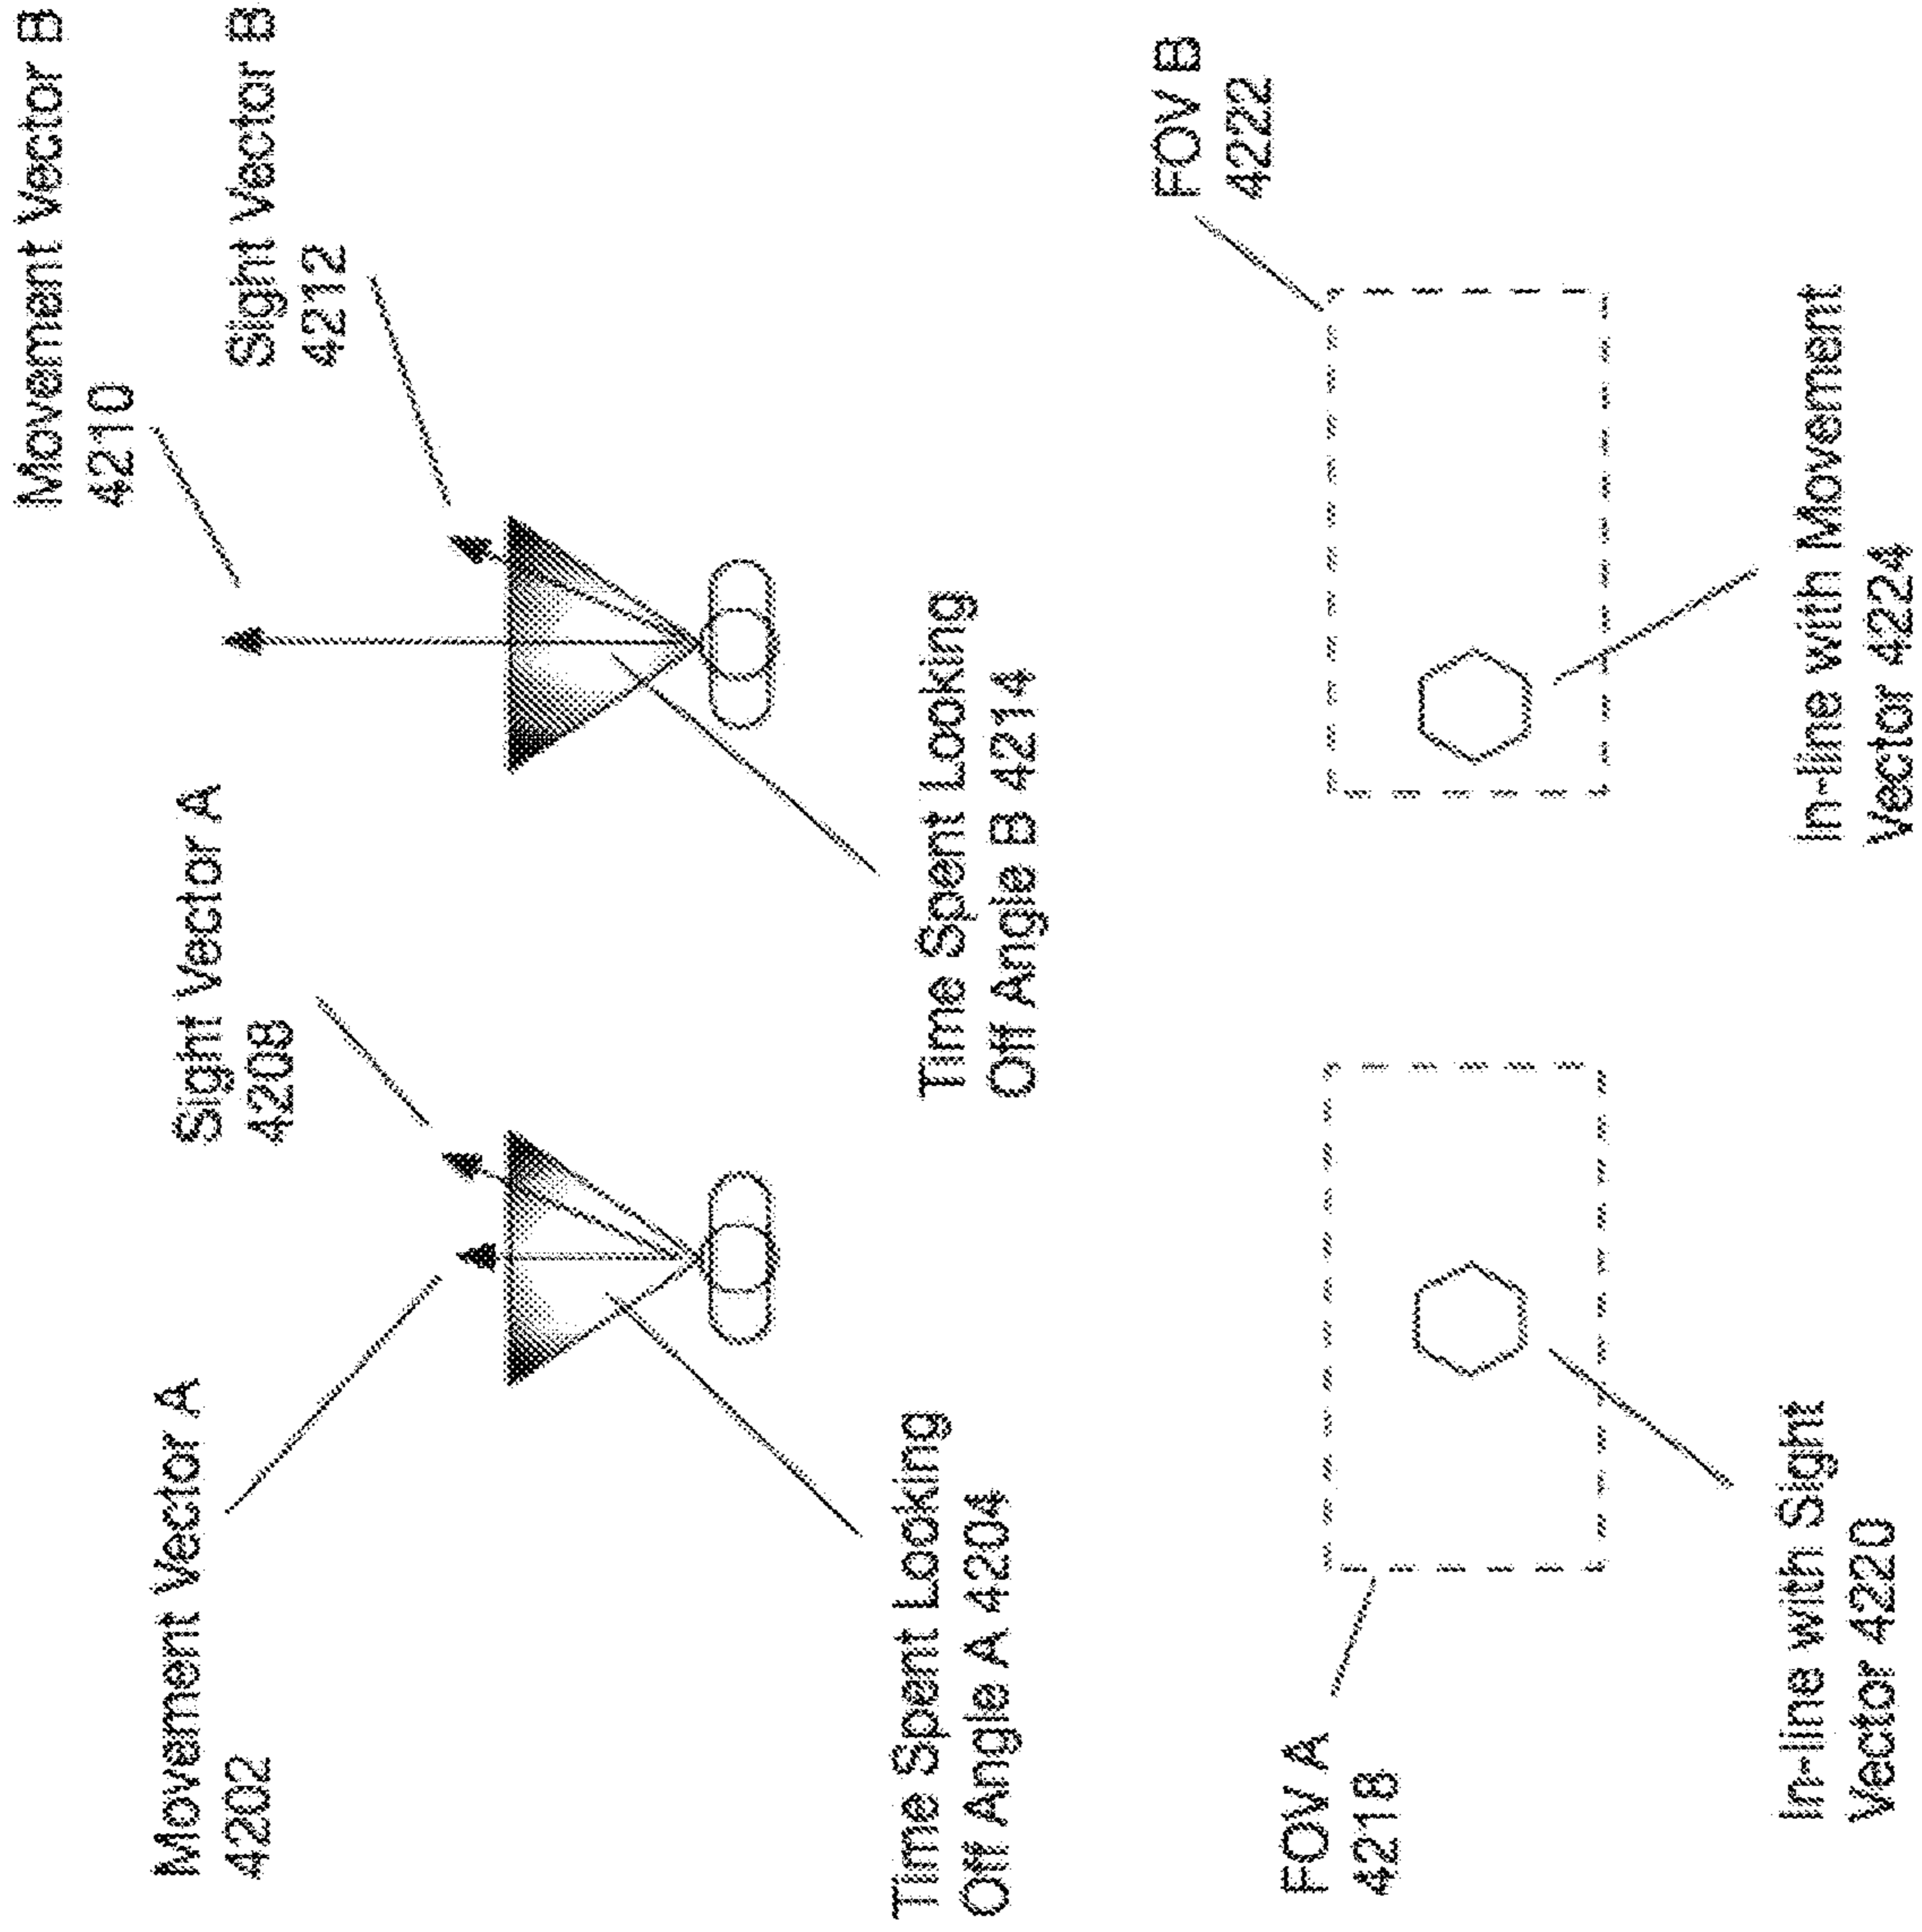 Movement Vector A
4202
Sight Vector A
4208
Movement Vector B
4210
Sight Vector B
4212
Time Spent Looking
Off Angle A 4204
Time Spent Looking
Off Angle B 4214
FOV A
4218
FOV B
4222
In-line with Sight
Vector 4220
In-line with Movement
Vector 4224